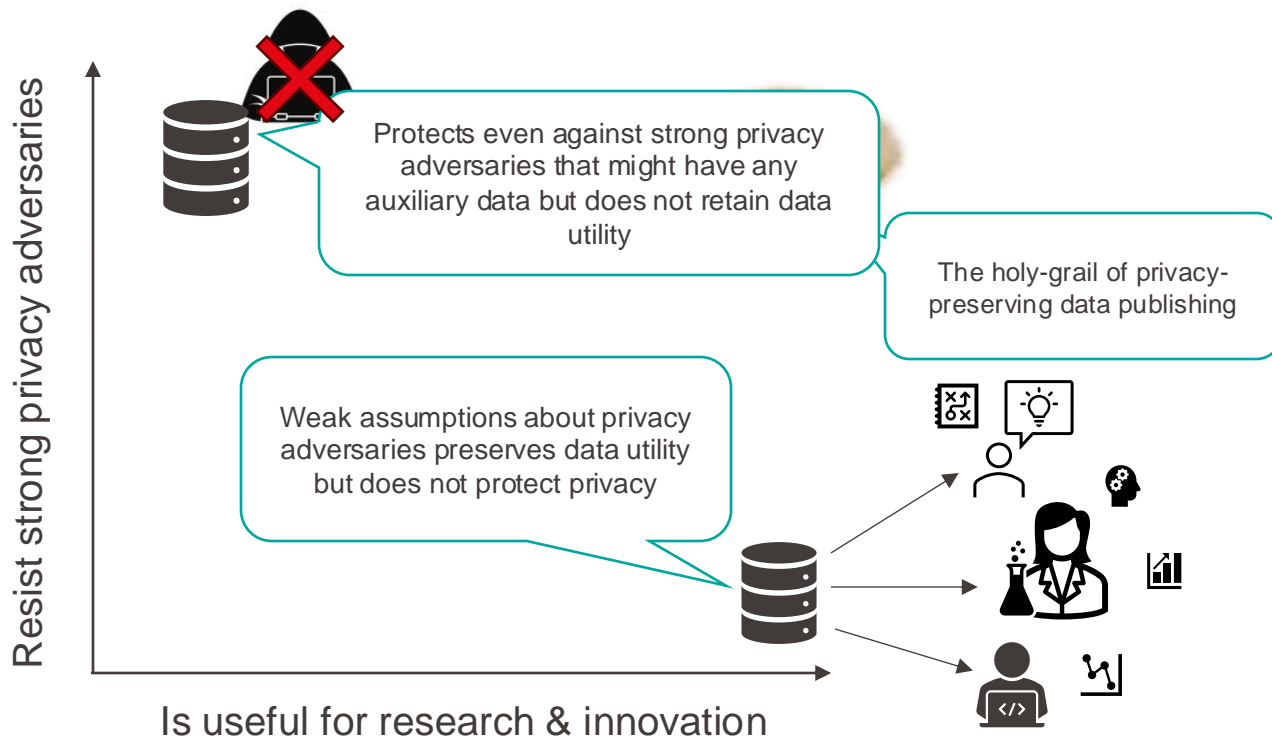 Resist strong privacy adversaries
Protects even against strong privacy
adversaries that might have any
auxiliary data but does not retain data
utility
The holy-grail of privacy-
preserving data publishing
Weak assumptions about privacy
adversaries preserves data utility
but does not protect privacy
</>
Is useful for research & innovation